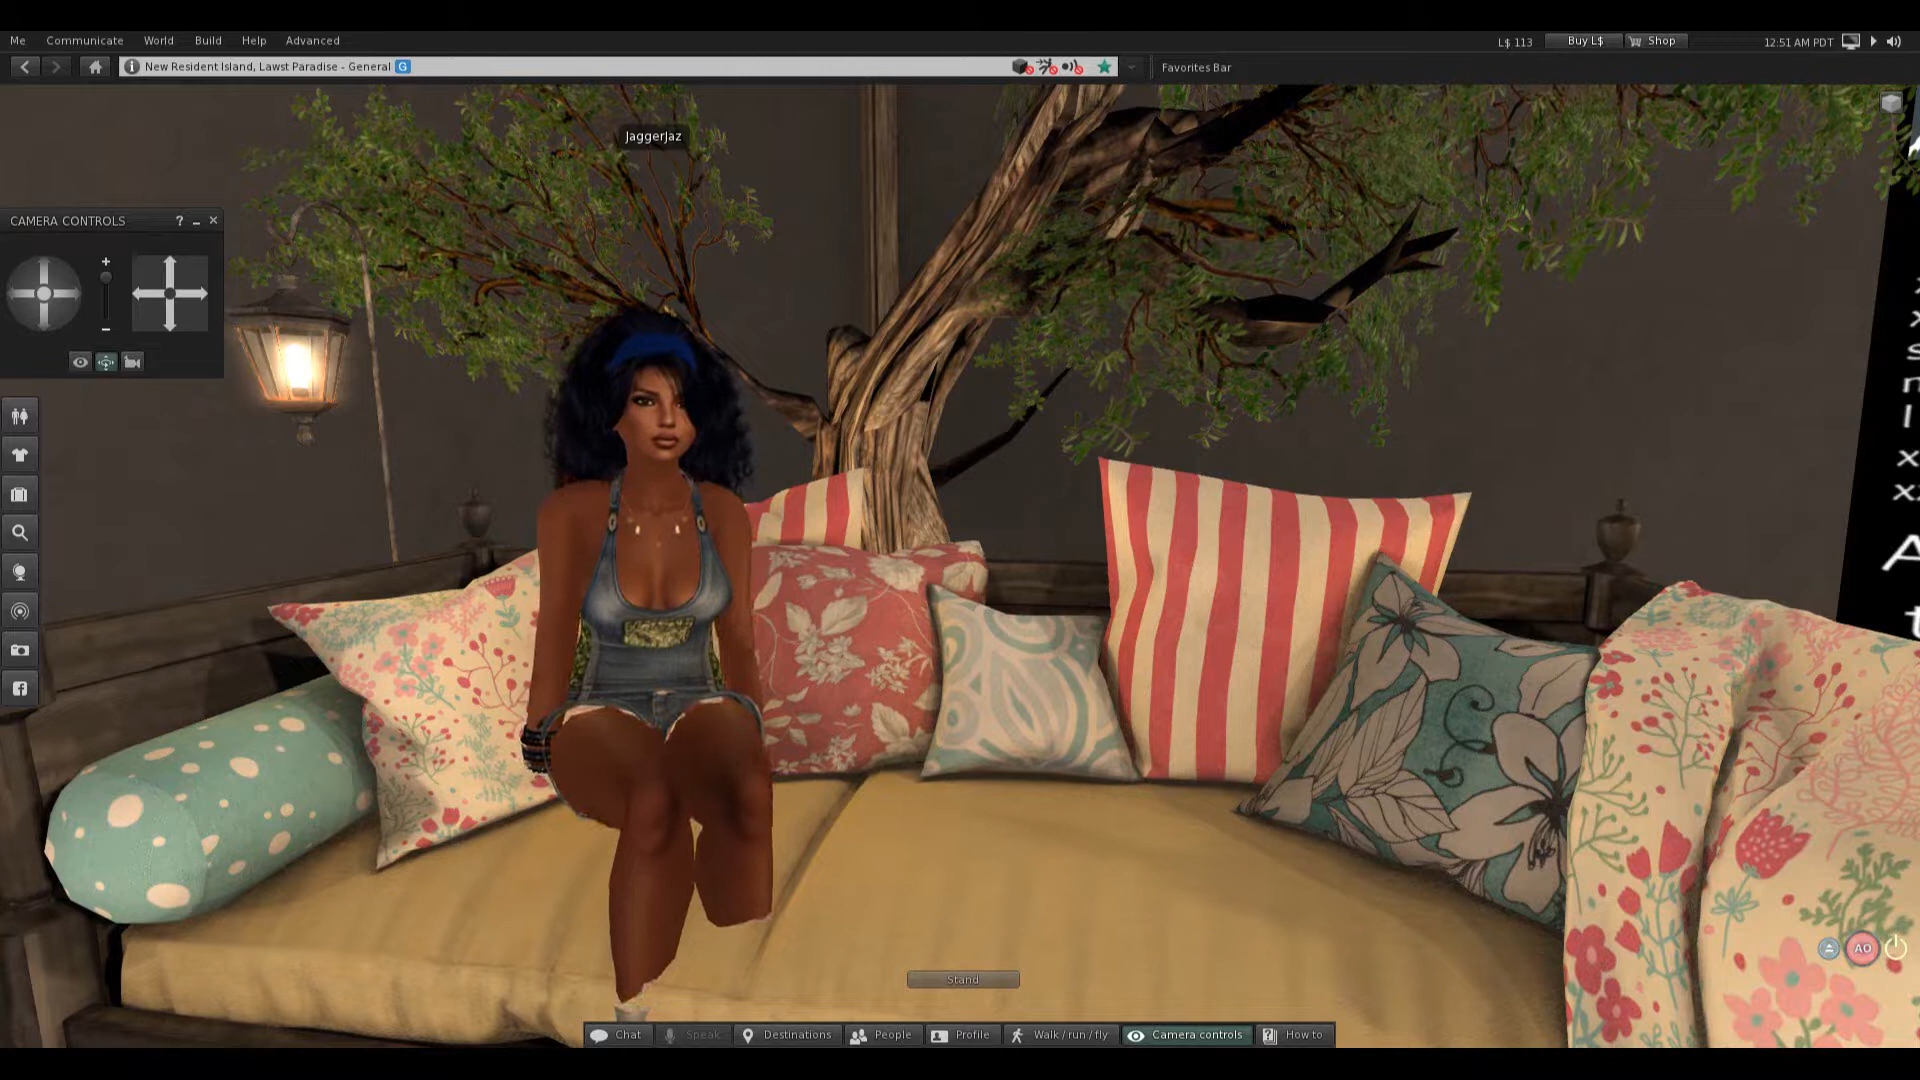 Me Communicate World Build Help Advanced
L$ 113 Buy L$ Shop 12:51 AM PDT
New Resident Island, Lawst Paradise - General G
Favorites Bar
JaggerJaz
CAMERA CONTROLS ?
AO
Stand
Chat Speak Destinations People Profile Walk / run / fly Camera controls How to